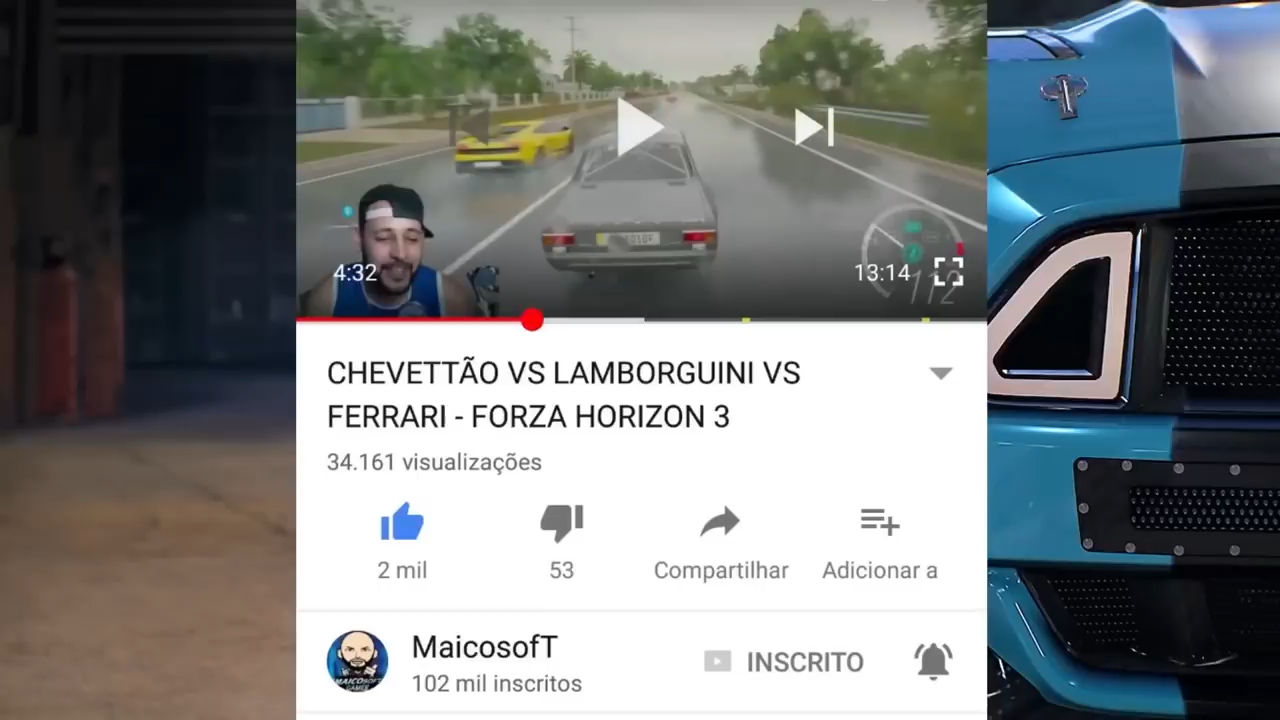 4:32
13:14
112
CHEVETTÃO VS LAMBORGUINI VS
FERRARI - FORZA HORIZON 3
34.161 visualizações
2 mil
53
Compartilhar
Adicionar a
MaicosofT
INSCRITO
102 mil inscritos